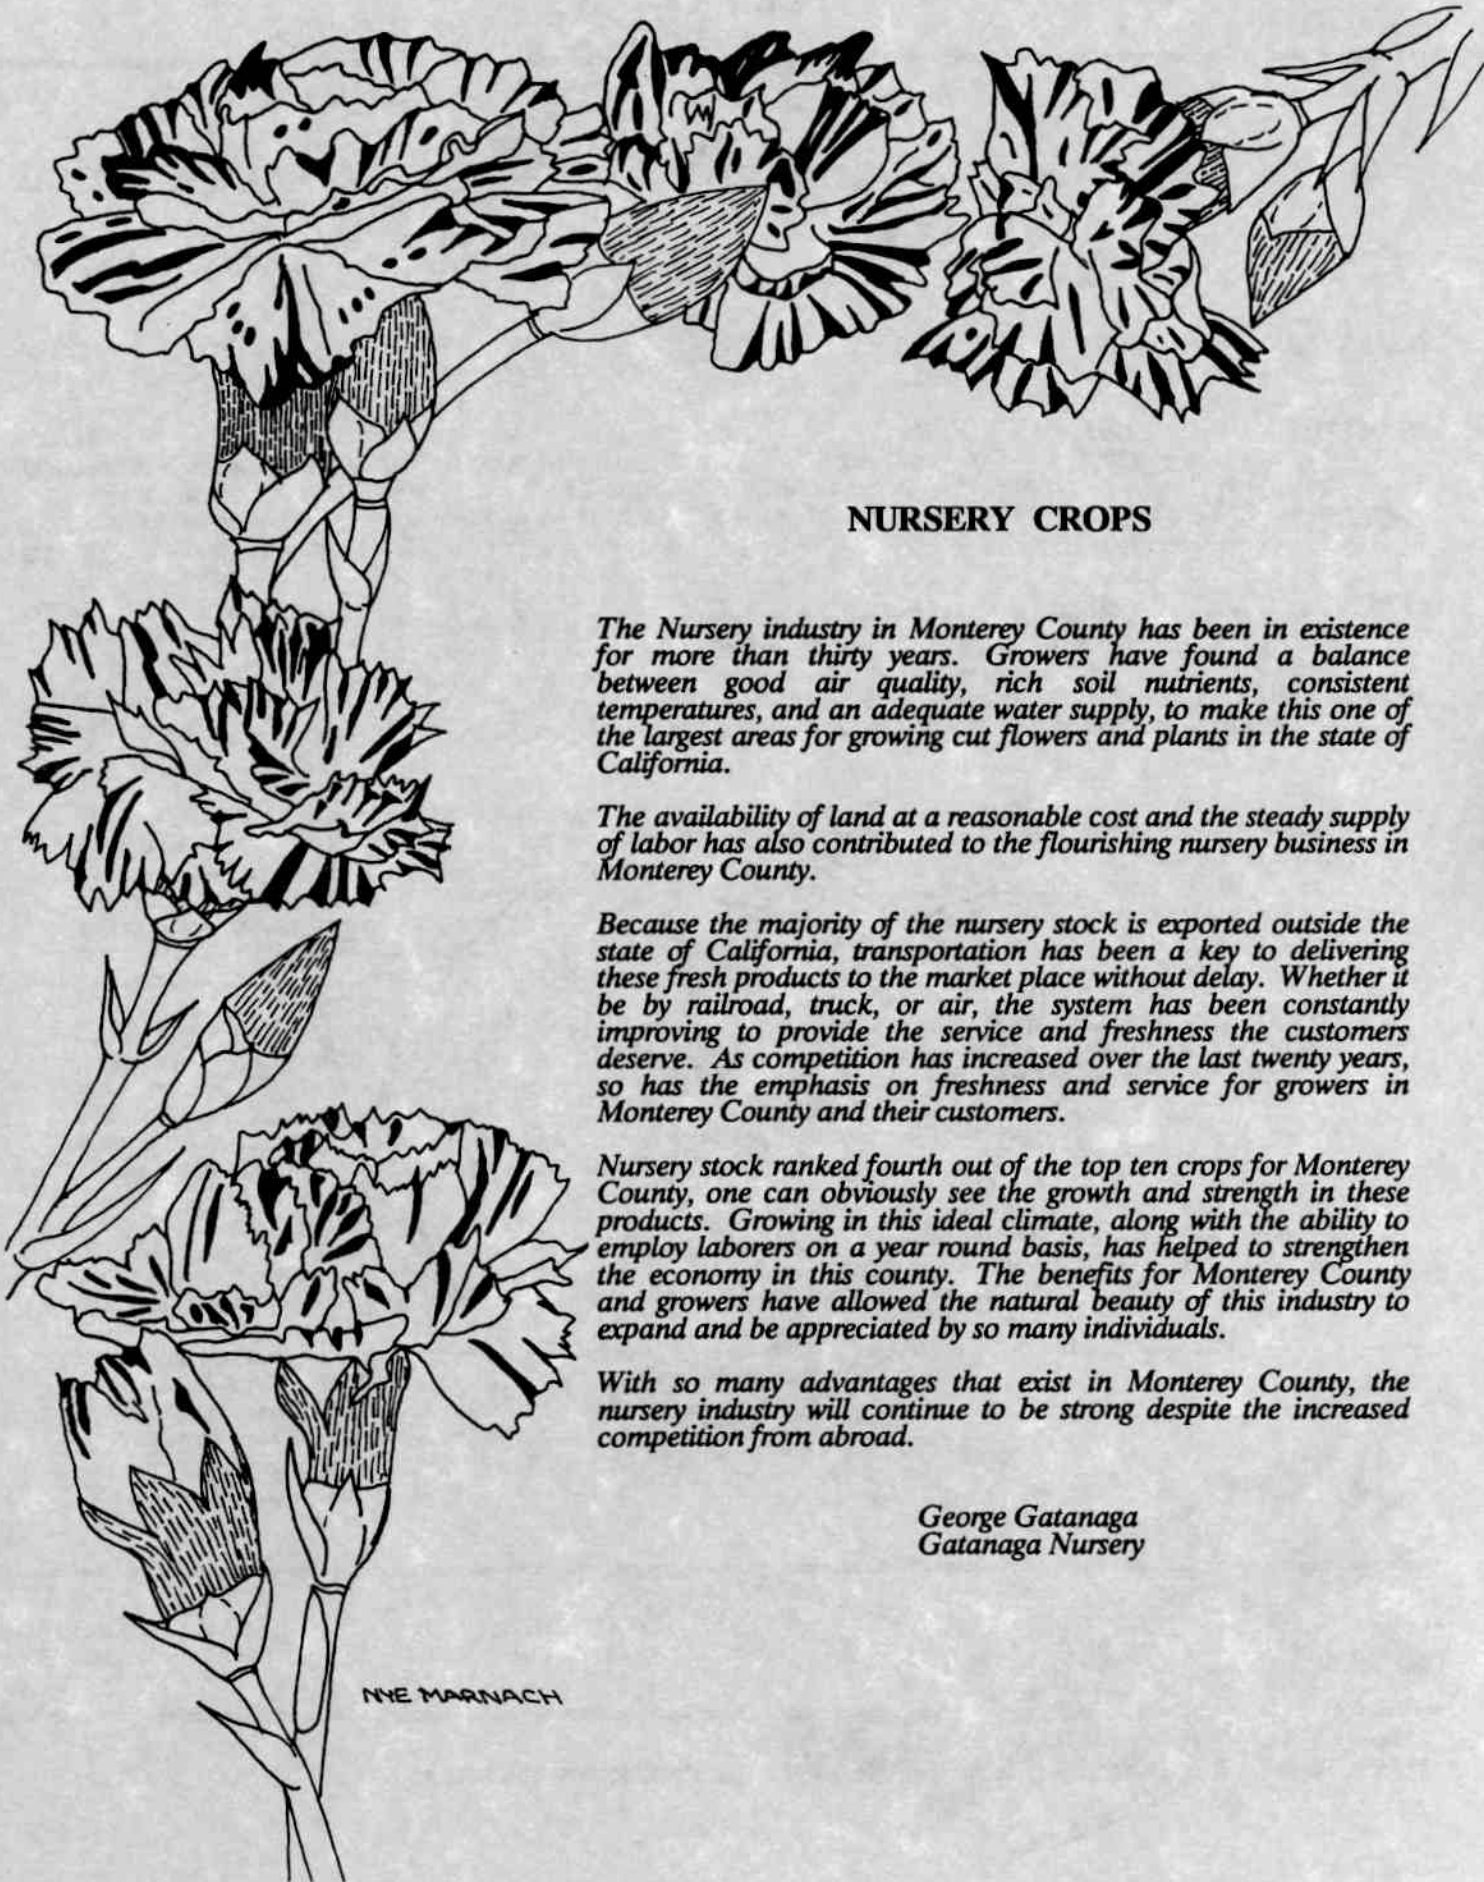 NURSERY CROPS
The Nursery industry in Monterey County has been in existence
for more than thirty years. Growers have found a balance
between good air quality, rich soil nutrients, consistent
temperatures, and an adequate water supply, to make this one of
the largest areas for growing cut flowers and plants in the state of
California.
The availability of land at a reasonable cost and the steady supply
of labor has also contributed to the flourishing nursery business in
Monterey County.
Because the majority of the nursery stock is exported outside the
state of California, transportation has been a key to delivering
these fresh products to the market place without delay. Whether it
be by railroad, truck, or air, the system has been constantly
improving to provide the service and freshness the customers
deserve. As competition has increased over the last twenty years,
so has the emphasis on freshness and service for growers in
Monterey County and their customers.
Nursery stock ranked fourth out of the top ten crops for Monterey
County, one can obviously see the growth and strength in these
products. Growing in this ideal climate, along with the ability to
employ laborers on a year round basis, has helped to strengthen
the economy in this county. The benefits for Monterey County
and growers have allowed the natural beauty of this industry to
expand and be appreciated by so many individuals.
With so many advantages that exist in Monterey County, the
nursery industry will continue to be strong despite the increased
competition from abroad.
George Gatanaga
Gatanaga Nursery
NYE MARNACH